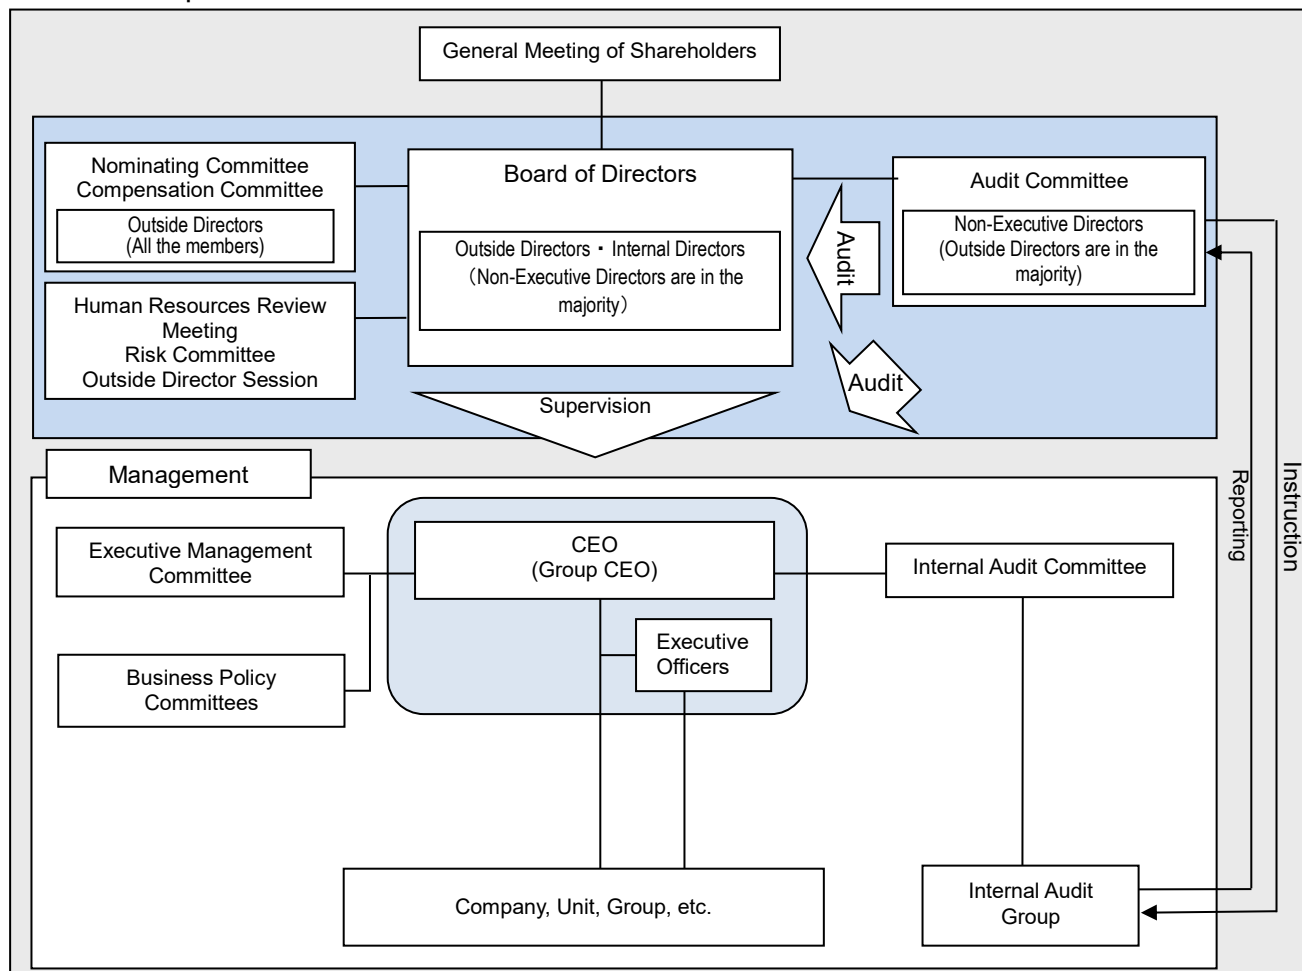 General Meeting of Shareholders
Nominating Committee
Compensation Committee
Outside Directors
(All the members)
Human Resources Review
Meeting
Risk Committee
Outside Director Session
Board of Directors
Outside Directors・Internal Directors
（Non-Executive Directors are in the
majority）
Audit
Audit Committee
Non-Executive Directors
(Outside Directors are in the
majority)
Audit
Supervision
Reporting
Instruction
Management
Executive Management
Committee
Business Policy
Committees
CEO
(Group CEO)
Executive
Officers
Internal Audit Committee
Company, Unit, Group, etc.
Internal Audit
Group